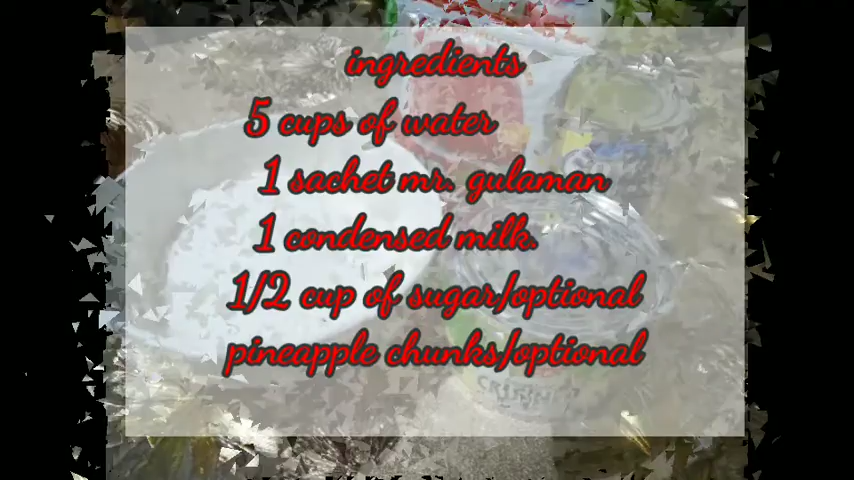 ingredients
5 cups of water
1 sachet mr. gulaman
1 condensed milk.
1/2 cup of sugar/optional
pineapple chunks/optional